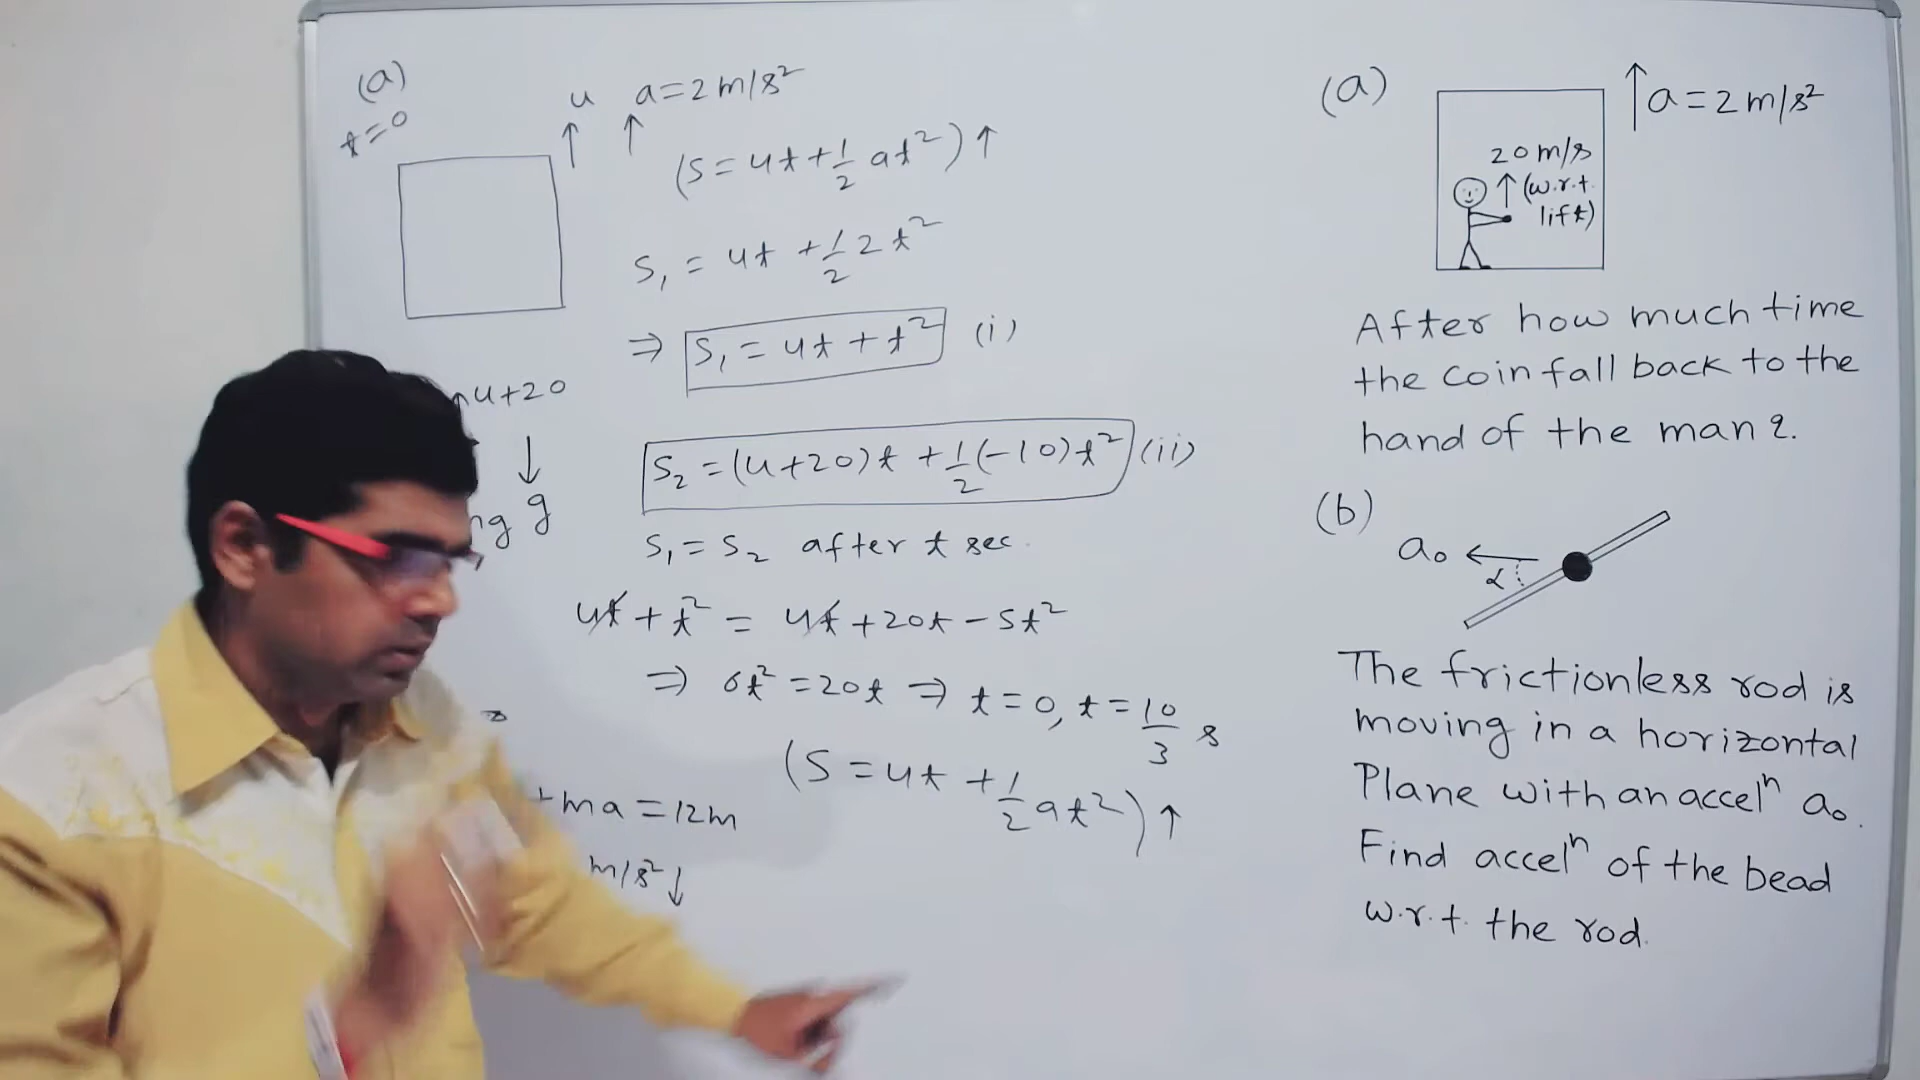 (a)
t=0
u a=2m/s²
(s=ut+1/2 at²)↑
s₁ = ut + 1/2 2t²
⇒ s₁ = ut + t² (i)
u+20
g
s₂ = (u+20)t + 1/2(-10)t² (ii)
s₁ = s₂ after t sec.
ut + t² = ut + 20t - 5t²
⇒ 6t² = 20t ⇒ t=0, t=10/3 s
(s = ut + 1/2 at²)↑
+ma = 12m
m/s²↓
(a)
↑a = 2m/s²
20m/s
↑(w.r.t.
lift)
After how much time
the coin fall back to the
hand of the man?.
(b)
a₀ ←
α
The frictionless rod is
moving in a horizontal
Plane with an accelⁿ a₀.
Find accelⁿ of the bead
w.r.t. the rod.